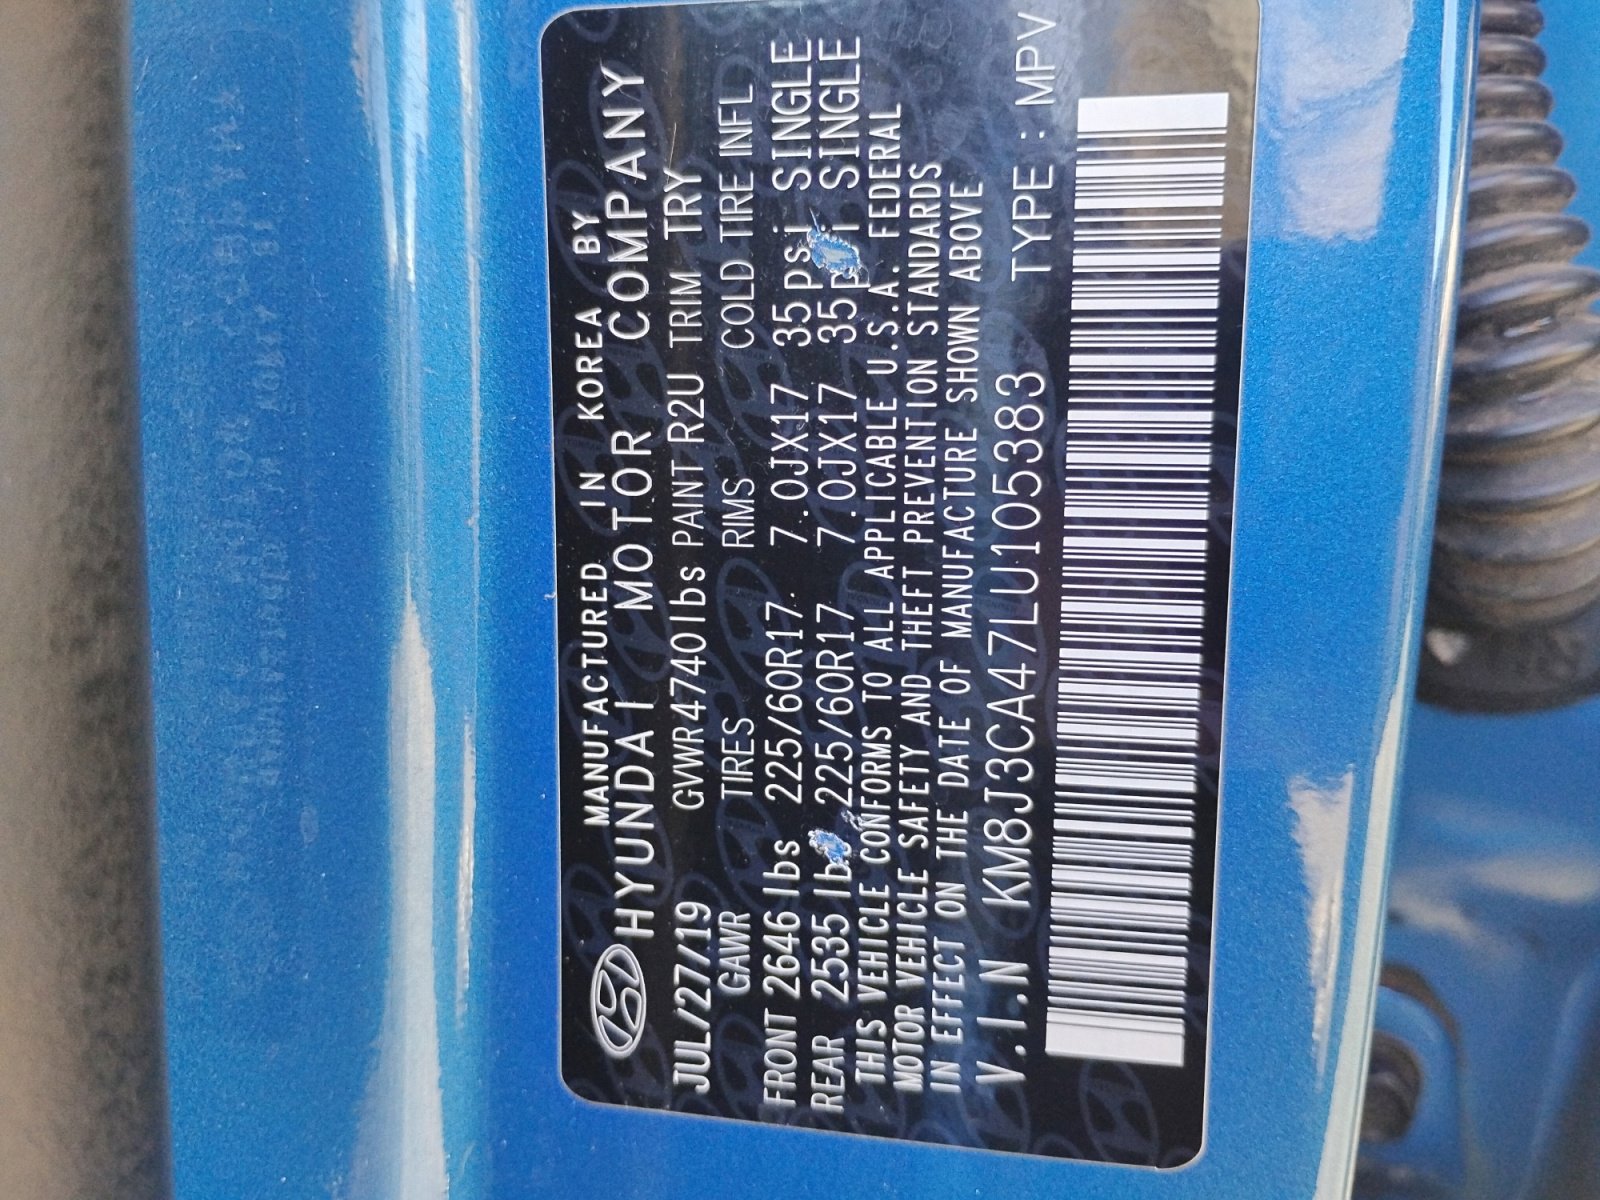 MANUFACTURED IN KOREA BY
HYUNDAI MOTOR COMPANY
JUL/27/19 GVWR 4740 lbs PAINT R2U TRIM TRY
GAWR TIRES RIMS COLD TIRE INFL
FRONT 2646 lbs 225/60R17 7.0JX17 35 psi SINGLE
REAR 2535 lbs 225/60R17 7.0JX17 35 psi SINGLE
THIS VEHICLE CONFORMS TO ALL APPLICABLE U.S.A. FEDERAL
MOTOR VEHICLE SAFETY AND THEFT PREVENTION STANDARDS
IN EFFECT ON THE DATE OF MANUFACTURE SHOWN ABOVE
V.I.N KM8J3CA47LU105383 TYPE : MPV